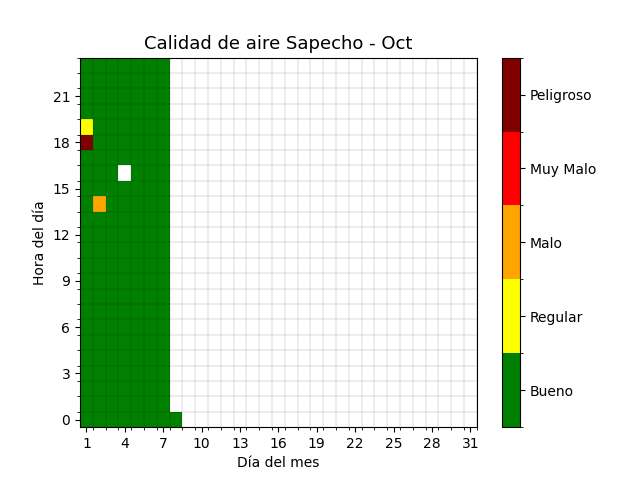 Calidad de aire Sapecho - Oct
Hora del día
21
18
15
12
9
6
3
0
1 4 7 10 13 16 19 22 25 28 31
Día del mes
Peligroso
Muy Malo
Malo
Regular
Bueno